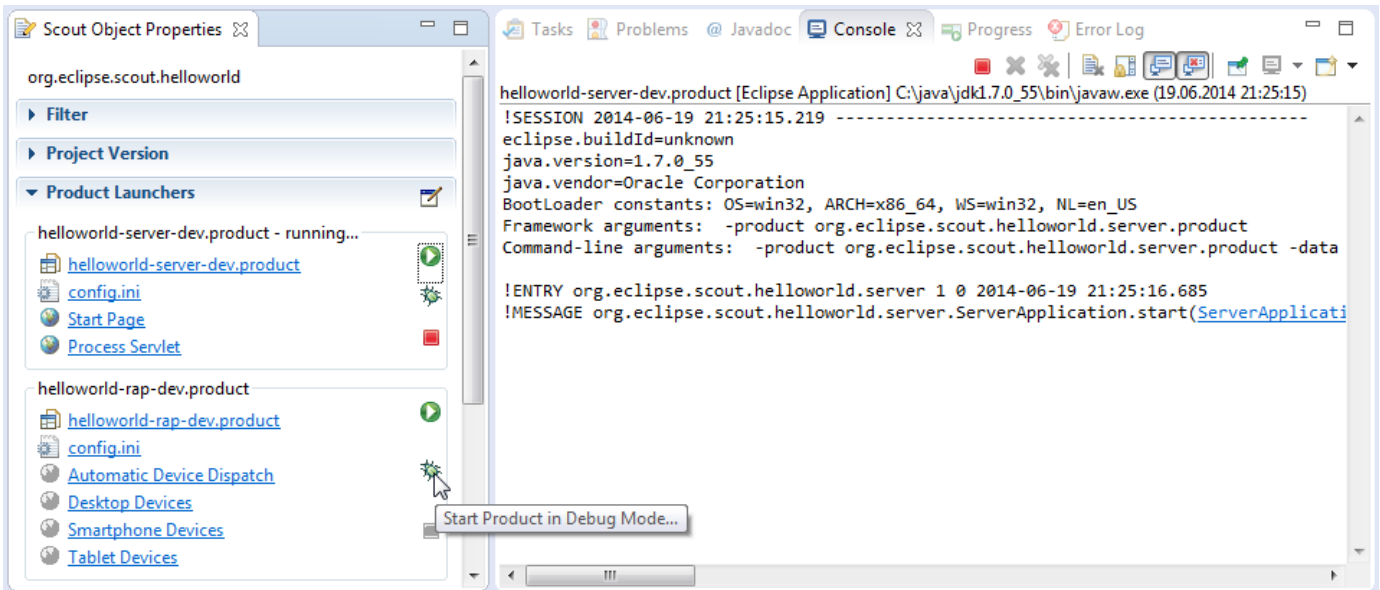 Scout Object Properties
org.eclipse.scout.helloworld
Filter
Project Version
Product Launchers
helloworld-server-dev.product - running...
helloworld-server-dev.product
config.ini
Start Page
Process Servlet
helloworld-rap-dev.product
helloworld-rap-dev.product
config.ini
Automatic Device Dispatch
Desktop Devices
Smartphone Devices
Tablet Devices
Start Product in Debug Mode...
Tasks Problems @ Javadoc Console Progress Error Log
helloworld-server-dev.product [Eclipse Application] C:\java\jdk1.7.0_55\bin\javaw.exe (19.06.2014 21:25:15)
!SESSION 2014-06-19 21:25:15.219 -----------------------------------------------
eclipse.buildId=unknown
java.version=1.7.0_55
java.vendor=Oracle Corporation
BootLoader constants: OS=win32, ARCH=x86_64, WS=win32, NL=en_US
Framework arguments:  -product org.eclipse.scout.helloworld.server.product
Command-line arguments:  -product org.eclipse.scout.helloworld.server.product -data
!ENTRY org.eclipse.scout.helloworld.server 1 0 2014-06-19 21:25:16.685
!MESSAGE org.eclipse.scout.helloworld.server.ServerApplication.start(ServerApplicati